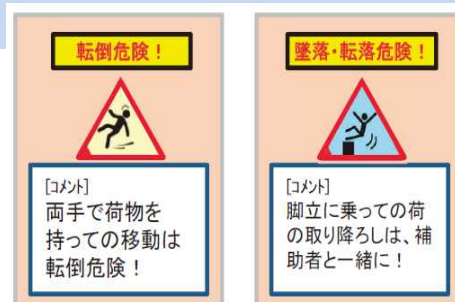 転倒危険！
[コメント]
両手で荷物を
持っての移動は
転倒危険！
墜落・転落危険！
[コメント]
脚立に乗っての荷
の取り降ろしは、補
助者と一緒に！